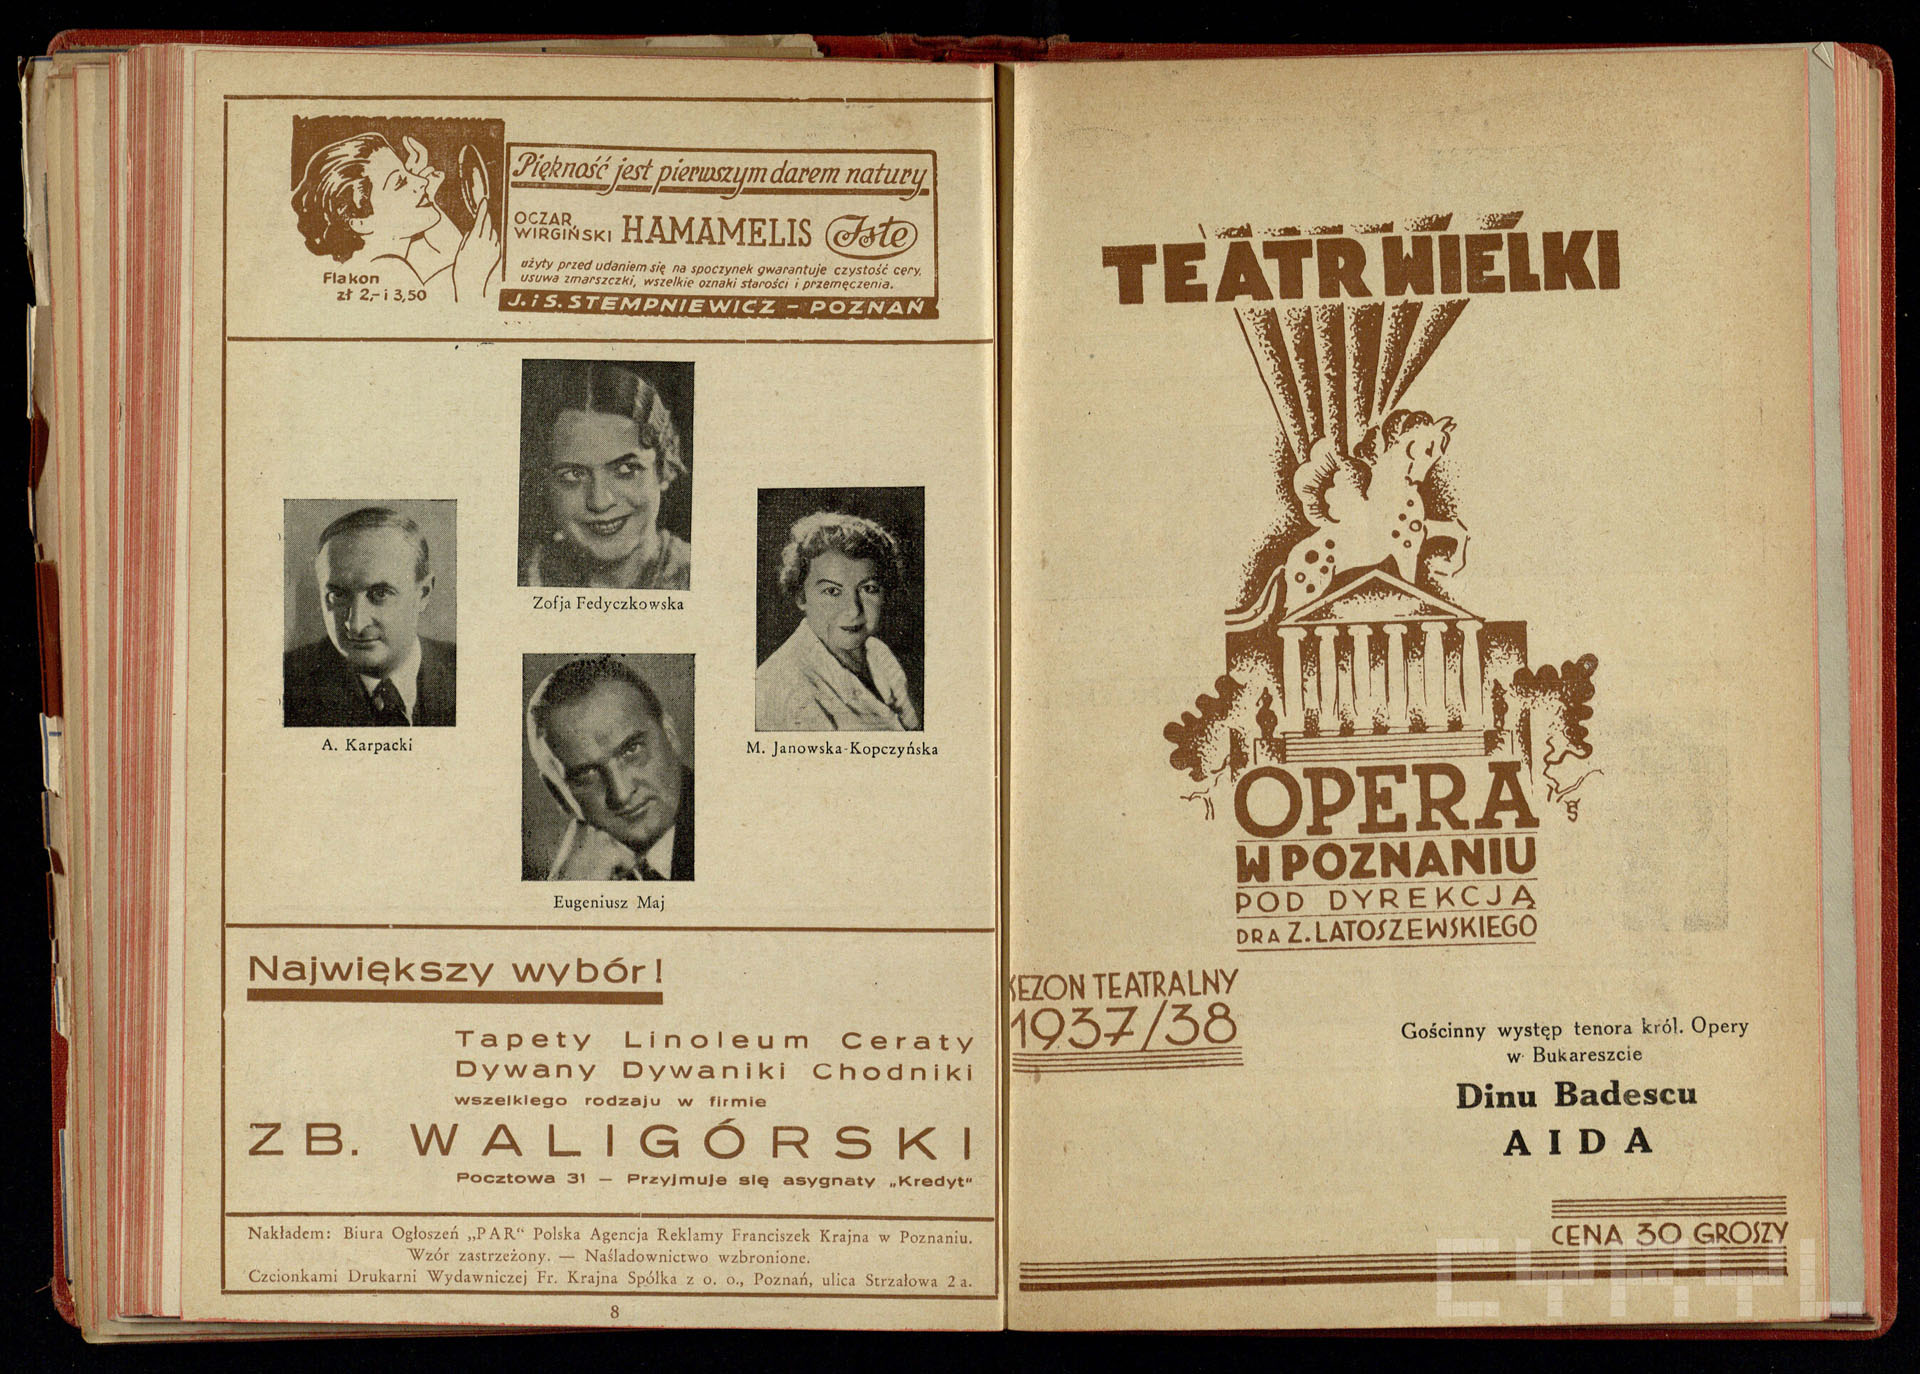 Piękność jest pierwszym darem natury
OCZAR WIRGIŃSKI HAMAMELIS Iste
użyty przed udaniem się na spoczynek gwarantuje czystość cery,
usuwa zmarszczki, wszelkie oznaki starości i przemęczenia.
Flakon
zł 2,- i 3,50
J. i S. STEMPNIEWICZ – POZNAŃ
Zofja Fedyczkowska
A. Karpacki
M. Janowska-Kopczyńska
Eugeniusz Maj
Największy wybór!
Tapety Linoleum Ceraty
Dywany Dywaniki Chodniki
wszelkiego rodzaju w firmie
ZB. WALIGÓRSKI
Pocztowa 31 — Przyjmuje się asygnaty „Kredyt"
Nakładem: Biura Ogłoszeń „PAR" Polska Agencja Reklamy Franciszek Krajna w Poznaniu.
Wzór zastrzeżony. — Naśladownictwo wzbronione.
Czcionkami Drukarni Wydawniczej Fr. Krajna Spółka z o. o., Poznań, ulica Strzałowa 2 a.
8
TEATR WIELKI
OPERA
W POZNANIU
POD DYREKCJĄ
DRA Z. LATOSZEWSKIEGO
SEZON TEATRALNY
1937/38
Gościnny występ tenora król. Opery
w Bukareszcie
Dinu Badescu
AIDA
CENA 30 GROSZY
CYRYL